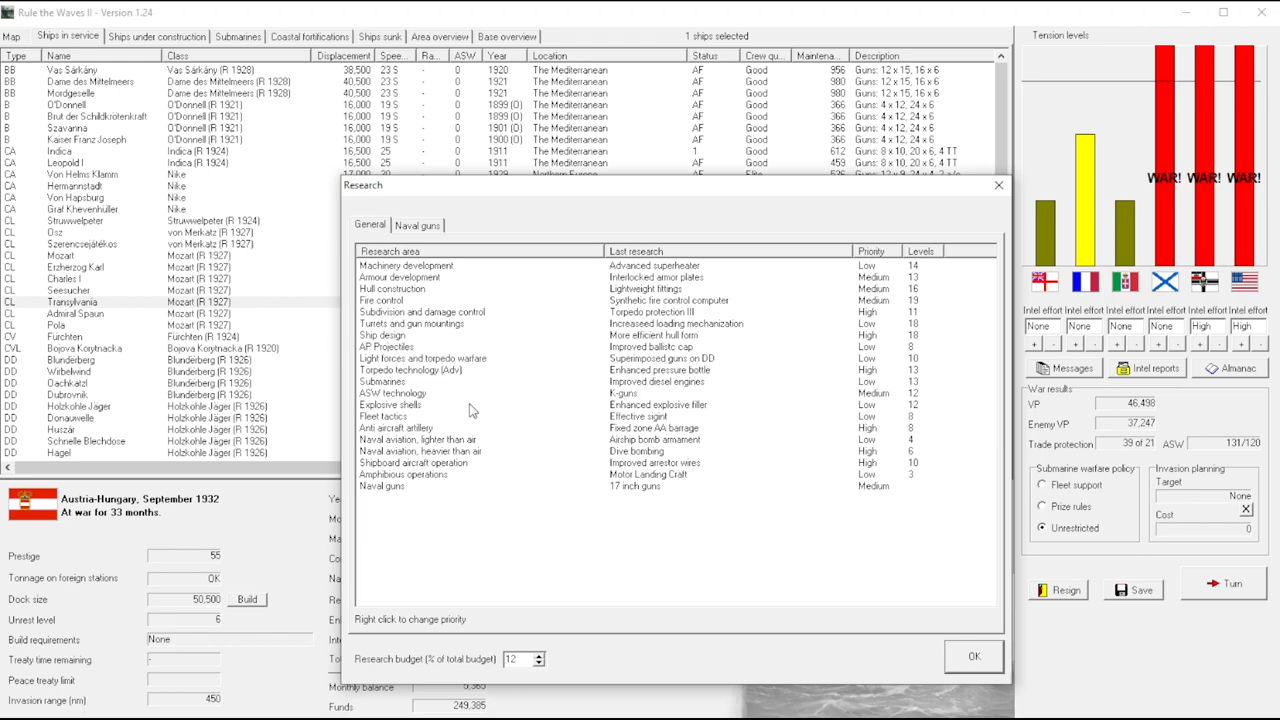 Rule the Waves II - Version 1.24
Map Ships in service Ships under construction Submarines Coastal fortifications Ships sunk Area overview Base overview 1 ships selected
Type Name Class Displacement Spee... Ra... ASW Year Location Status Crew qu... Maintena... Description
BB Vas Sárkány Vas Sárkány (R 1928) 38,500 23 S - 0 1920 The Mediterranean AF Good 956 Guns: 12 x 15, 16 x 6
BB Dame des Mittelmeers Dame des Mittelmeers (R 1928) 40,500 23 S - 0 1921 The Mediterranean AF Good 980 Guns: 12 x 15, 16 x 6
BB Mordgeselle Dame des Mittelmeers (R 1928) 40,500 23 S - 0 1921 The Mediterranean AF Good 980 Guns: 12 x 15, 16 x 6
B O'Donnell O'Donnell (R 1921) 16,000 19 S - 0 1899 (O) The Mediterranean AF Good 366 Guns: 4 x 12, 24 x 6
B Brut der Schildkrötenkraft O'Donnell (R 1921) 16,000 19 S - 0 1899 (O) The Mediterranean AF Good 366 Guns: 4 x 12, 24 x 6
B Szavanna O'Donnell (R 1921) 16,000 19 S - 0 1901 (O) The Mediterranean AF Good 366 Guns: 4 x 12, 24 x 6
B Kaiser Franz Joseph O'Donnell (R 1921) 16,000 19 S - 0 1900 (O) The Mediterranean AF Good 366 Guns: 4 x 12, 24 x 6
CA Indica Indica (R 1924) 16,500 25 - 0 1911 The Mediterranean 1 Good 612 Guns: 8 x 10, 20 x 6, 4 TT
CA Leopold I Indica (R 1924) 16,500 25 - 0 1911 The Mediterranean AF Good 459 Guns: 8 x 10, 20 x 6, 4 TT
CA Von Helms Klamm Nike
CA Hermannstadt Nike
CA Von Hapsburg Nike
CA Graf Khevenhüller Nike
CL Struwwelpeter Struwwelpeter (R 1924)
CL Osz von Merkatz (R 1927)
CL Szerencsejátékos von Merkatz (R 1927)
CL Mozart Mozart (R 1927)
CL Erzherzog Karl Mozart (R 1927)
CL Charles I Mozart (R 1927)
CL Seesucher Mozart (R 1927)
CL Transylvania Mozart (R 1927)
CL Admiral Spaun Mozart (R 1927)
CL Pola Mozart (R 1927)
CV Fürchten Fürchten (R 1924)
CVL Bojova Korytnacka Bojova Korytnacka (R 1920)
DD Blunderberg Blunderberg (R 1926)
DD Wirbelwind Blunderberg (R 1926)
DD Oachkatzl Blunderberg (R 1926)
DD Dubrovnik Blunderberg (R 1926)
DD Holzkohle Jäger Holzkohle Jäger (R 1926)
DD Donauwelle Holzkohle Jäger (R 1926)
DD Huszár Holzkohle Jäger (R 1926)
DD Schnelle Blschedore Holzkohle Jäger (R 1926)
DD Hagel Holzkohle Jäger (R 1926)
Research
General Naval guns
Research area Last research Priority Levels
Machinery development Advanced superheater Low 14
Armour development Interlocked armor plates Medium 13
Hull construction Lightweight fittings Medium 16
Fire control Synthetic fire control computer Medium 19
Subdivision and damage control Torpedo protection III High 11
Turrets and gun mountings Increaseed loading mechanization Low 18
Ship design More efficient hull form High 18
AP Projectiles Improved ballistc cap Low 8
Light forces and torpedo warfare Superimposed guns on DD Low 10
Torpedo technology (Adv) Enhanced pressure bottle High 13
Submarines Improved diesel engines Low 13
ASW technology K-guns Medium 12
Explosive shells Enhanced explosive filler Low 12
Fleet tactics Effective sigint Low 8
Anti aircraft artillery Fixed zone AA barrage High 8
Naval aviation, lighter than air Airship bomb armament Low 4
Naval aviation, heavier than air Dive bombing High 6
Shipboard aircraft operation Improved arrestor wires High 10
Amphibious operations Motor Landing Craft Low 3
Naval guns 17 inch guns Medium
Right click to change priority
Research budget (% of total budget) 12 OK
Austria-Hungary, September 1932
At war for 33 months.
Prestige 55
Tonnage on foreign stations OK
Dock size 50,500 Build
Unrest level 6
Build requirements None
Treaty time remaining -
Peace treaty limit
Invasion range (nm) 450
Monthly balance 5,385
Funds 249,385
Tension levels
WAR! WAR! WAR!
Intel effort Intel effort Intel effort Intel effort Intel effort Intel effort
None None None None High High
+ - + - + - + - + - + -
Messages Intel reports Almanac
War results
VP 46,498
Enemy VP 37,247
Trade protection 39 of 21 ASW 131/120
Submarine warfare policy
Fleet support
Prize rules
Unrestricted
Invasion planning
Target
None
Cost X
0
Resign Save Turn